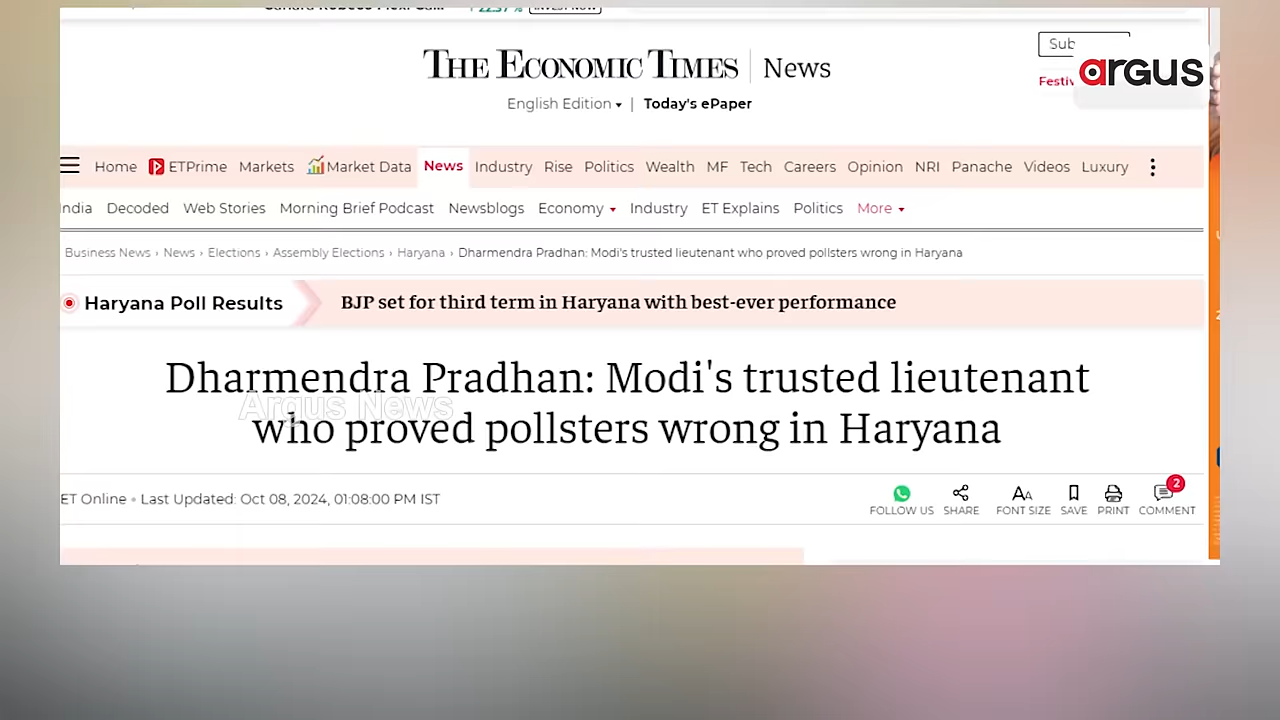 THE ECONOMIC TIMES News
Sub
argus
Festiv
English Edition | Today's ePaper
Home ETPrime Markets Market Data News Industry Rise Politics Wealth MF Tech Careers Opinion NRI Panache Videos Luxury
India Decoded Web Stories Morning Brief Podcast Newsblogs Economy Industry ET Explains Politics More
Business News › News › Elections › Assembly Elections › Haryana › Dharmendra Pradhan: Modi's trusted lieutenant who proved pollsters wrong in Haryana
Haryana Poll Results BJP set for third term in Haryana with best-ever performance
Dharmendra Pradhan: Modi's trusted lieutenant
Argus News
who proved pollsters wrong in Haryana
ET Online • Last Updated: Oct 08, 2024, 01:08:00 PM IST
2
FOLLOW US SHARE FONT SIZE SAVE PRINT COMMENT